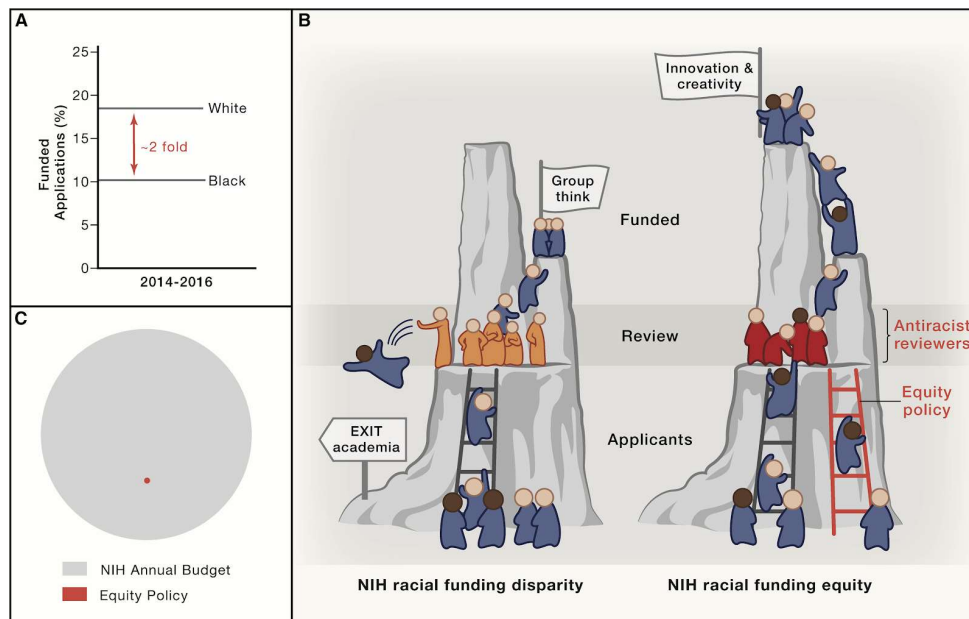 A
25
20
15
10
5
0
Funded
Applications (%)
White
~2 fold
Black
2014-2016
B
Innovation &
creativity
Group
think
Funded
Review
Antiracist
reviewers
Equity
policy
Applicants
EXIT
academia
NIH racial funding disparity
NIH racial funding equity
C
NIH Annual Budget
Equity Policy